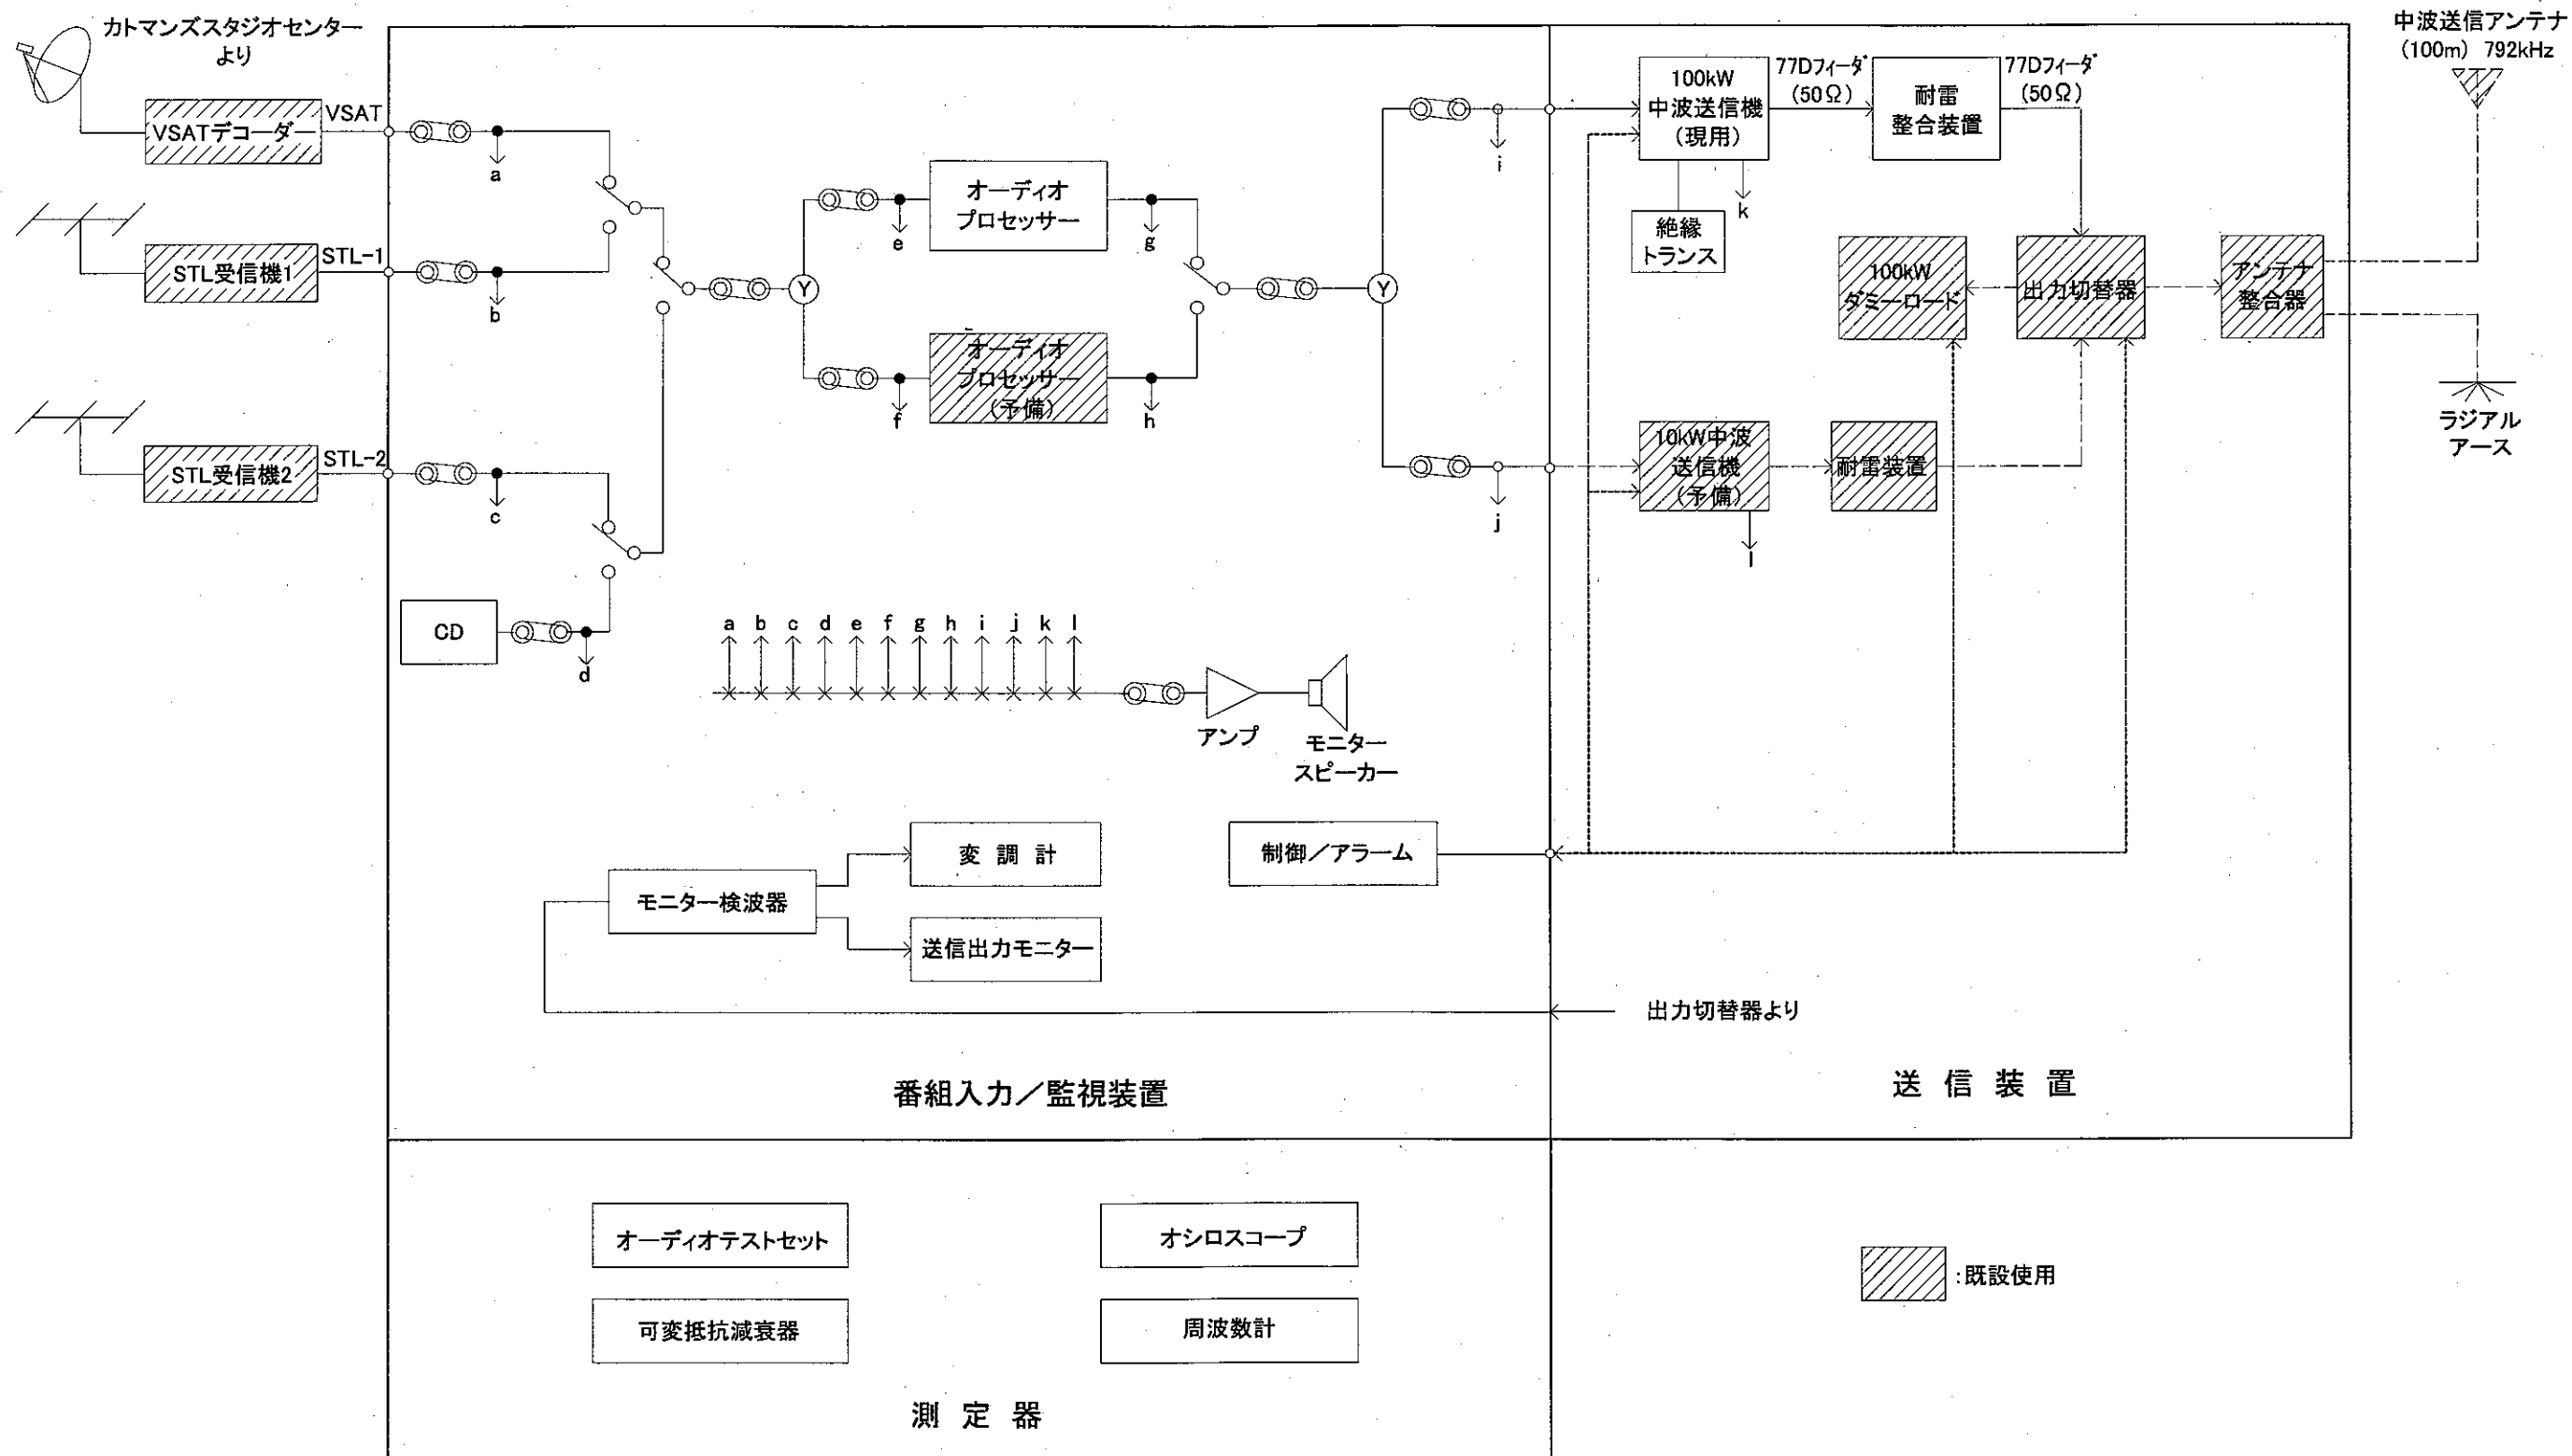 カトマンズスタジオセンター
より
VSATデコーダー
VSAT
a
STL受信機1
STL-1
b
STL受信機2
STL-2
c
CD
d
Y
e
オーディオ
プロセッサー
g
f
オーディオ
プロセッサー
(予備)
h
Y
i
j
a b c d e f g h i j k l
アンプ
モニター
スピーカー
モニター検波器
変 調 計
送信出力モニター
制御／アラーム
番組入力／監視装置
100kW
中波送信機
(現用)
絶縁
トランス
k
77Dフィーダ
(50Ω)
耐雷
整合装置
77Dフィーダ
(50Ω)
100kW
ダミーロード
出力切替器
アンテナ
整合器
10kW中波
送信機
(予備)
l
耐雷装置
出力切替器より
送 信 装 置
中波送信アンテナ
(100m) 792kHz
ラジアル
アース
オーディオテストセット
オシロスコープ
可変抵抗減衰器
周波数計
測 定 器
:既設使用